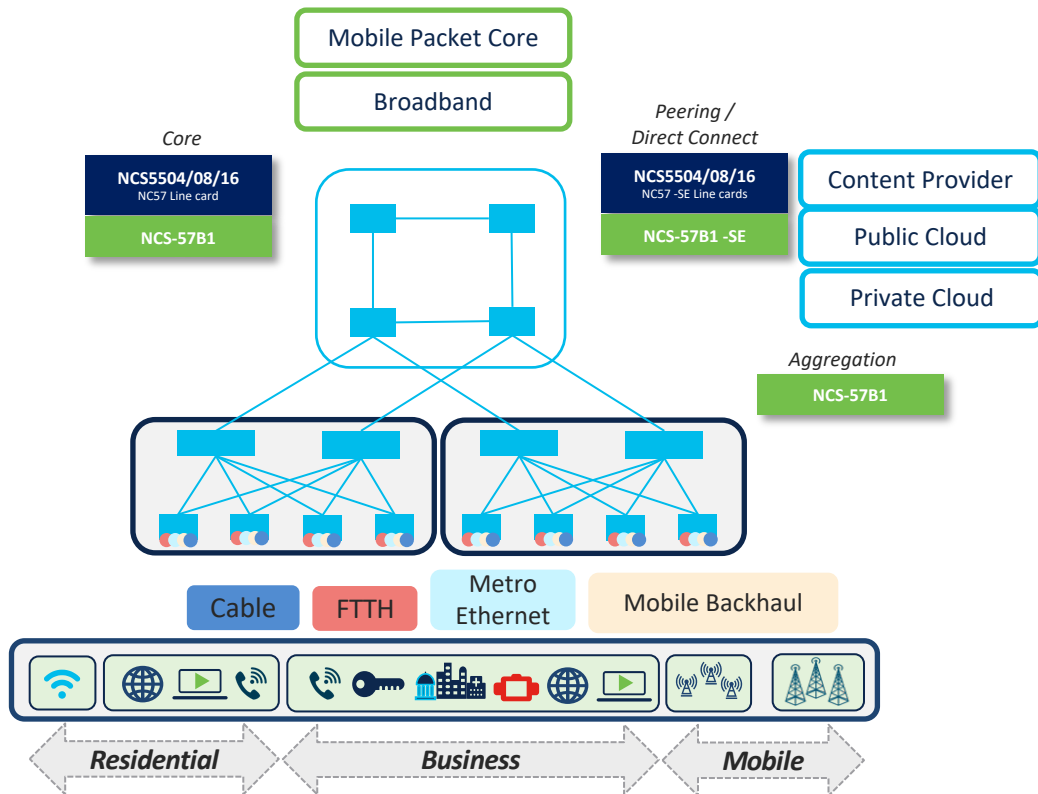 Mobile Packet Core
Broadband
Core
NCS5504/08/16
NC57 Line card
NCS-57B1
Peering /
Direct Connect
NCS5504/08/16
NC57 -SE Line cards
NCS-57B1 -SE
Content Provider
Public Cloud
Private Cloud
Aggregation
NCS-57B1
Cable
FTTH
Metro
Ethernet
Mobile Backhaul
Residential
Business
Mobile